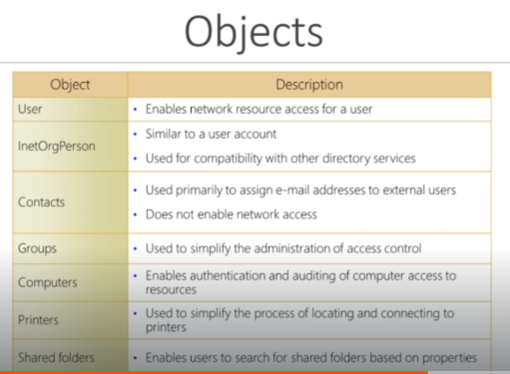 Objects
Object Description
User • Enables network resource access for a user
InetOrgPerson • Similar to a user account
• Used for compatibility with other directory services
Contacts • Used primarily to assign e-mail addresses to external users
• Does not enable network access
Groups • Used to simplify the administration of access control
Computers • Enables authentication and auditing of computer access to
resources
Printers • Used to simplify the process of locating and connecting to
printers
Shared folders • Enables users to search for shared folders based on properties